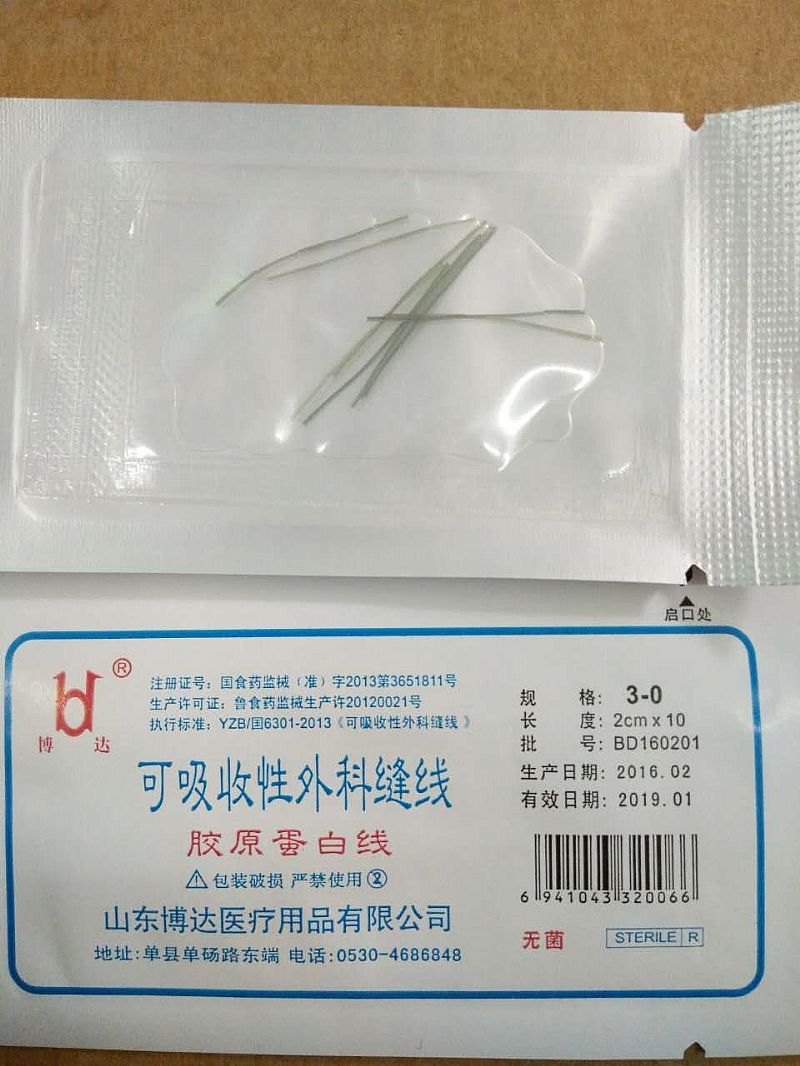 启口处
®
博 达
注册证号：国食药监械（准）字2013第3651811号
生产许可证：鲁食药监械生产许20120021号
执行标准：YZB/国6301-2013《可吸收性外科缝线》
可吸收性外科缝线
胶原蛋白线
包装破损 严禁使用 2
山东博达医疗用品有限公司
地址:单县单砀路东端 电话:0530-4686848
规 格: 3-0
长 度: 2cm x 10
批 号: BD160201
生产日期: 2016.02
有效日期: 2019.01
6 941043 320066
无菌 STERILE R